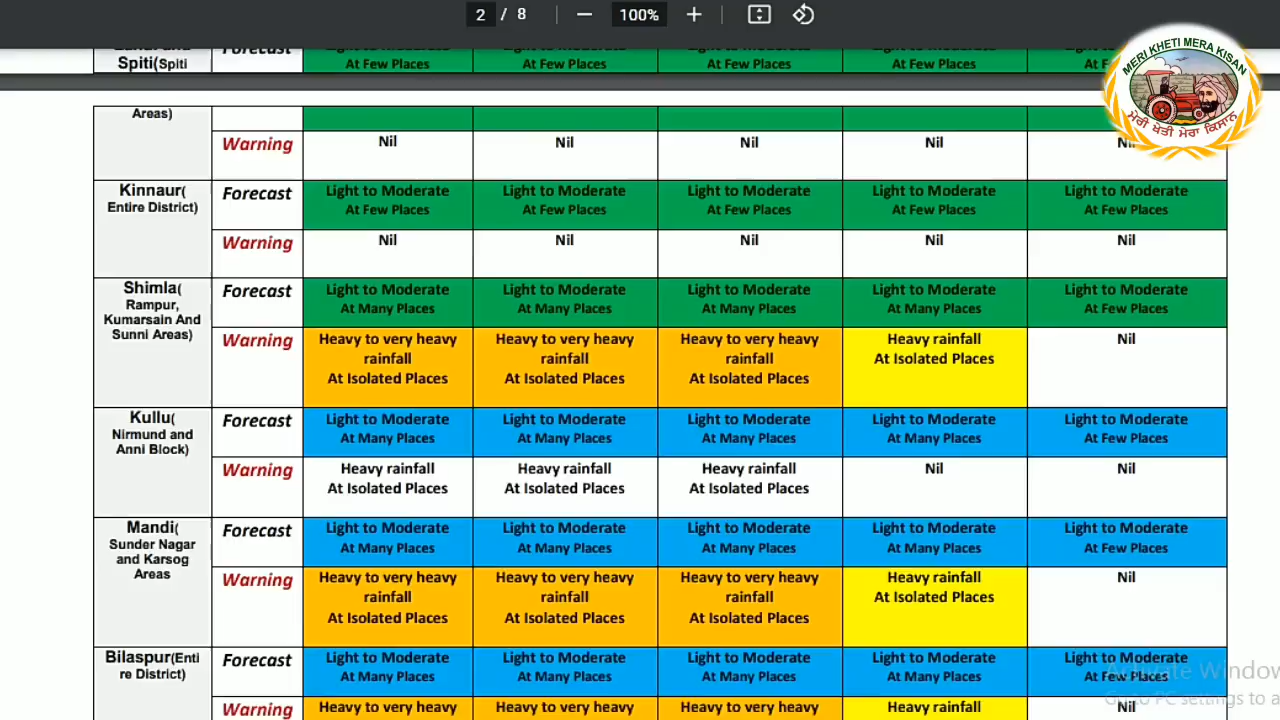 2 / 8 — 100% +
Spiti(Spiti Forecast At Few Places At Few Places At Few Places At Few Places
MERI KHETI MERA KISAN
ਮੇਰੀ ਖੇਤੀ ਮੇਰਾ ਕਿਸਾਨ
Areas)
Warning Nil Nil Nil Nil
Kinnaur( Forecast Light to Moderate Light to Moderate Light to Moderate Light to Moderate Light to Moderate
Entire District) At Few Places At Few Places At Few Places At Few Places At Few Places
Warning Nil Nil Nil Nil Nil
Shimla( Forecast Light to Moderate Light to Moderate Light to Moderate Light to Moderate Light to Moderate
Rampur, At Many Places At Many Places At Many Places At Many Places At Few Places
Kumarsain And
Sunni Areas) Warning Heavy to very heavy Heavy to very heavy Heavy to very heavy Heavy rainfall Nil
rainfall rainfall rainfall At Isolated Places
At Isolated Places At Isolated Places At Isolated Places
Kullu( Forecast Light to Moderate Light to Moderate Light to Moderate Light to Moderate Light to Moderate
Nirmund and At Many Places At Many Places At Many Places At Many Places At Few Places
Anni Block)
Warning Heavy rainfall Heavy rainfall Heavy rainfall Nil Nil
At Isolated Places At Isolated Places At Isolated Places
Mandi( Forecast Light to Moderate Light to Moderate Light to Moderate Light to Moderate Light to Moderate
Sunder Nagar At Many Places At Many Places At Many Places At Many Places At Few Places
and Karsog
Areas Warning Heavy to very heavy Heavy to very heavy Heavy to very heavy Heavy rainfall Nil
rainfall rainfall rainfall At Isolated Places
At Isolated Places At Isolated Places At Isolated Places
Bilaspur(Enti Forecast Light to Moderate Light to Moderate Light to Moderate Light to Moderate Light to Moderate
re District) At Many Places At Many Places At Many Places At Many Places At Few Places
Warning Heavy to very heavy Heavy to very heavy Heavy to very heavy Heavy rainfall Nil
Activate Window
Go to PC settings to a